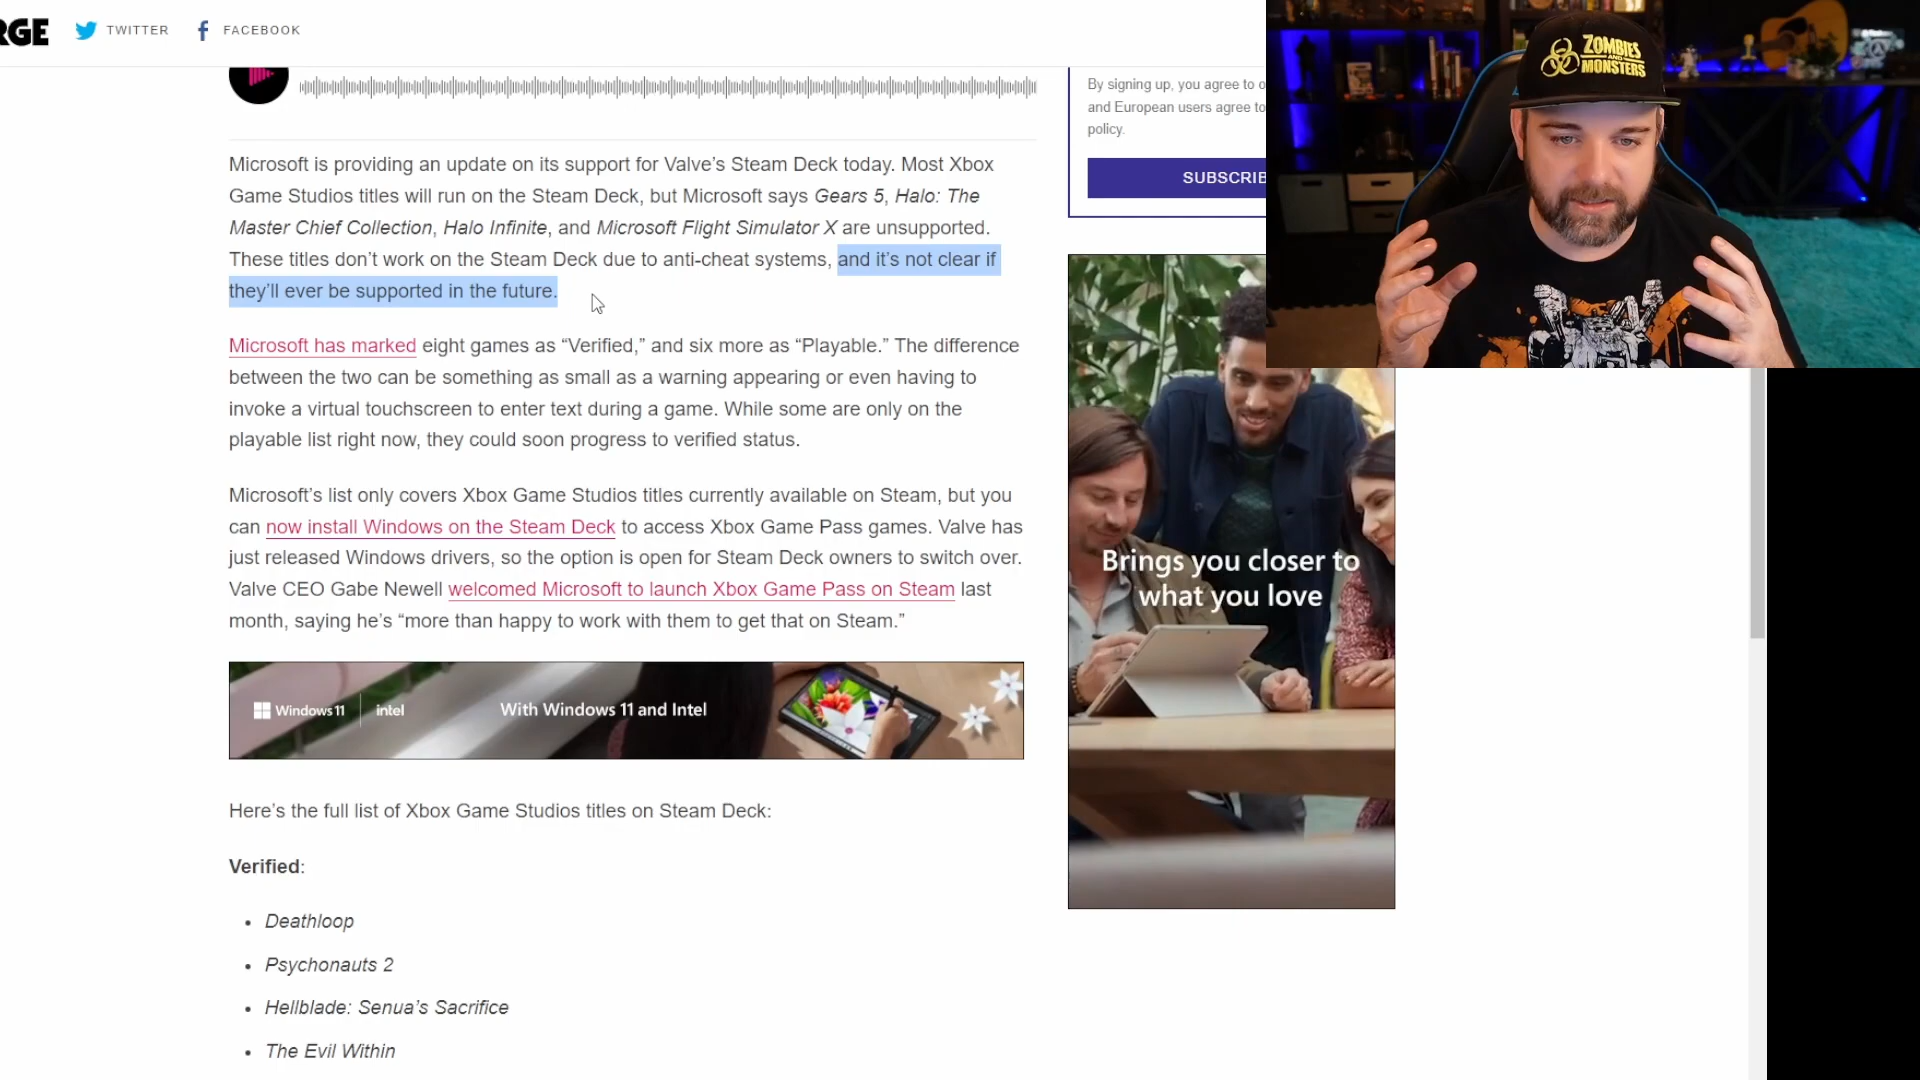 RGE TWITTER FACEBOOK
ZOMBIES
AND
MONSTERS
By signing up, you agree to o
and European users agree to
policy.
SUBSCRIB
Microsoft is providing an update on its support for Valve’s Steam Deck today. Most Xbox
Game Studios titles will run on the Steam Deck, but Microsoft says Gears 5, Halo: The
Master Chief Collection, Halo Infinite, and Microsoft Flight Simulator X are unsupported.
These titles don’t work on the Steam Deck due to anti-cheat systems, and it’s not clear if
they’ll ever be supported in the future.
Microsoft has marked eight games as “Verified,” and six more as “Playable.” The difference
between the two can be something as small as a warning appearing or even having to
invoke a virtual touchscreen to enter text during a game. While some are only on the
playable list right now, they could soon progress to verified status.
Microsoft’s list only covers Xbox Game Studios titles currently available on Steam, but you
can now install Windows on the Steam Deck to access Xbox Game Pass games. Valve has
just released Windows drivers, so the option is open for Steam Deck owners to switch over.
Valve CEO Gabe Newell welcomed Microsoft to launch Xbox Game Pass on Steam last
month, saying he’s “more than happy to work with them to get that on Steam.”
Brings you closer to
what you love
Windows 11 intel With Windows 11 and Intel
Here’s the full list of Xbox Game Studios titles on Steam Deck:
Verified:
• Deathloop
• Psychonauts 2
• Hellblade: Senua’s Sacrifice
• The Evil Within